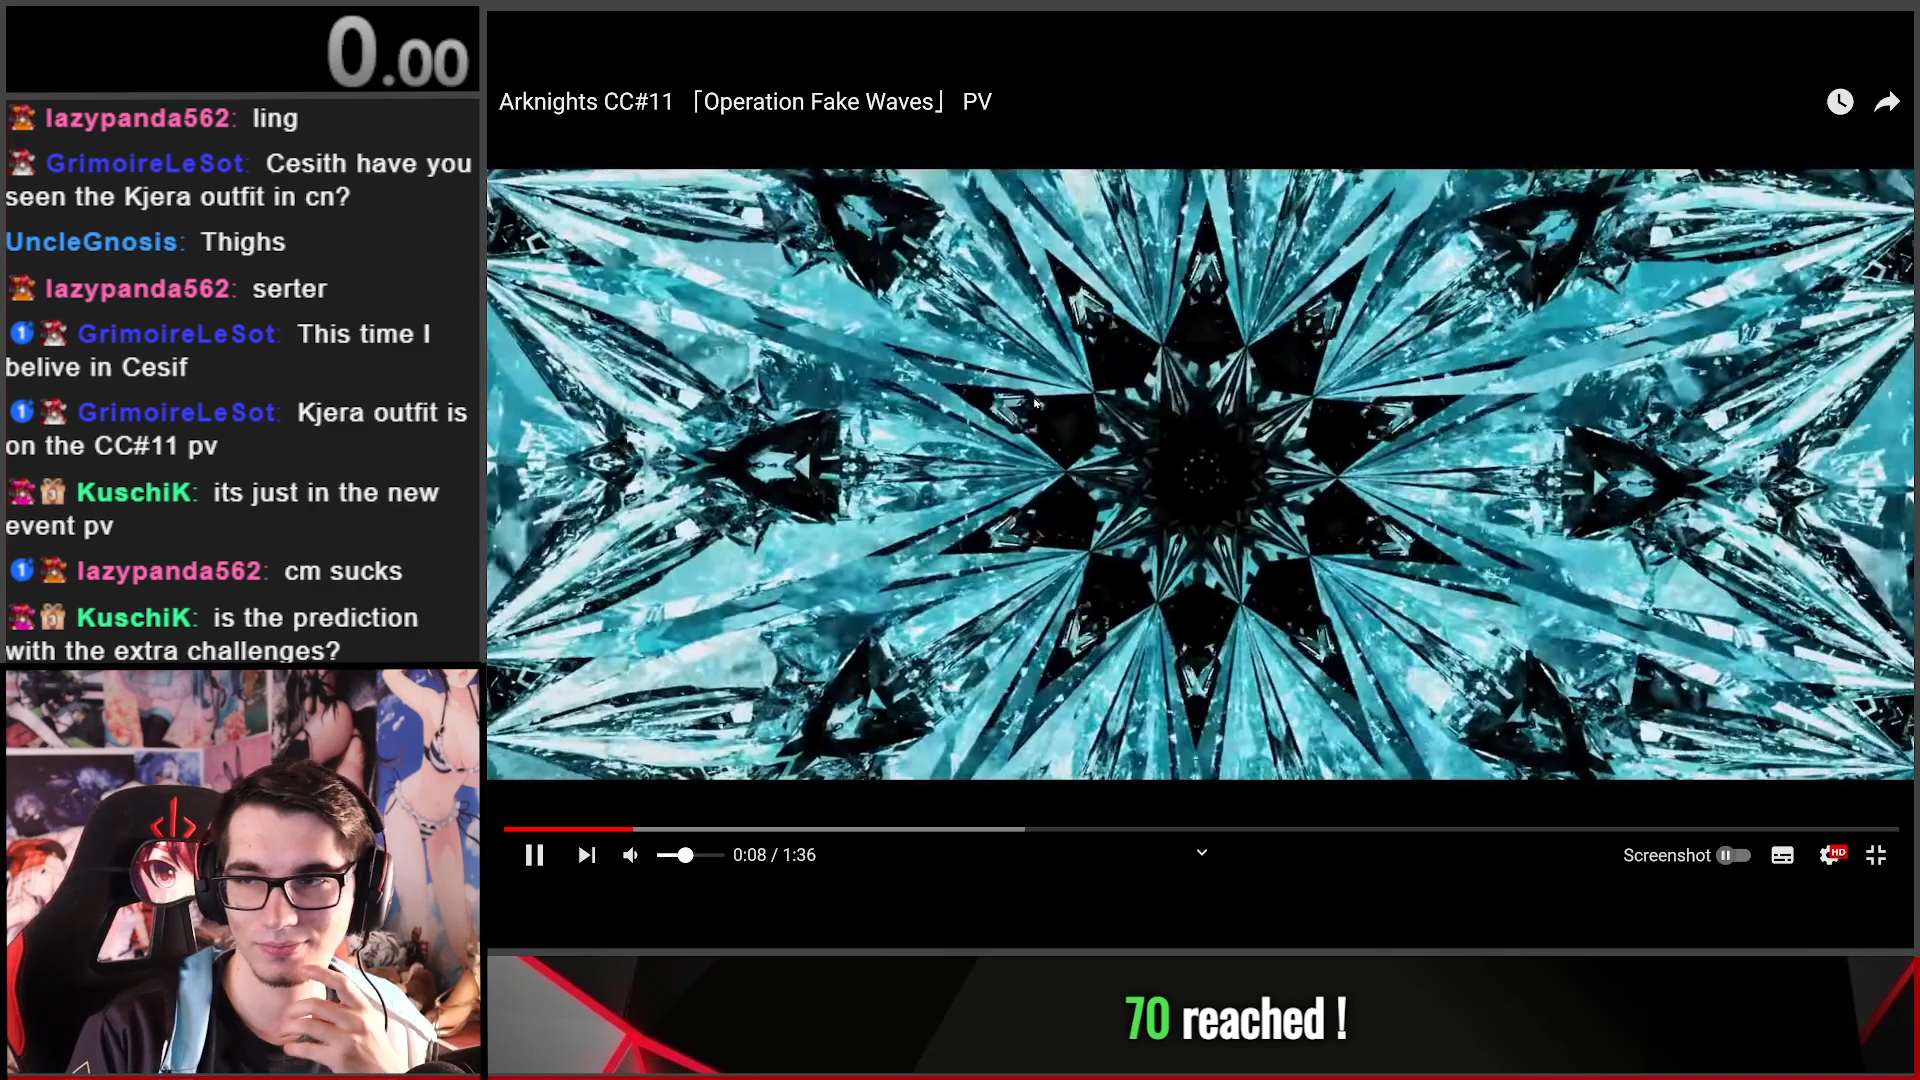 0.00
lazypanda562: ling
GrimoireLeSot: Cesith have you
seen the Kjera outfit in cn?
UncleGnosis: Thighs
lazypanda562: serter
GrimoireLeSot: This time I
belive in Cesif
GrimoireLeSot: Kjera outfit is
on the CC#11 pv
KuschiK: its just in the new
event pv
lazypanda562: cm sucks
KuschiK: is the prediction
with the extra challenges?
Arknights CC#11 「Operation Fake Waves」 PV
0:08 / 1:36
Screenshot
HD
70 reached !